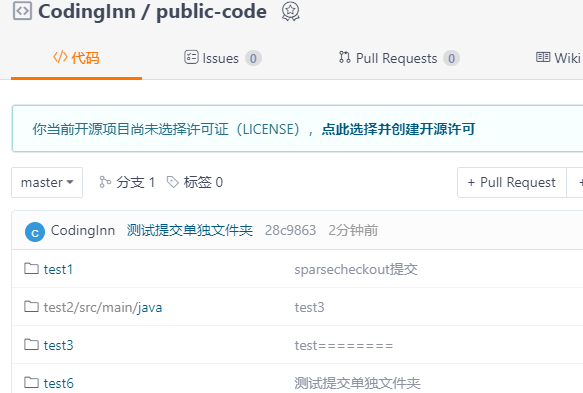 CodingInn / public-code
代码 Issues 0 Pull Requests 0 Wiki
你当前开源项目尚未选择许可证（LICENSE），点此选择并创建开源许可
master 分支 1 标签 0 + Pull Request +
C CodingInn 测试提交单独文件夹 28c9863 2分钟前
test1 sparsecheckout提交
test2/src/main/java test3
test3 test========
test6 测试提交单独文件夹